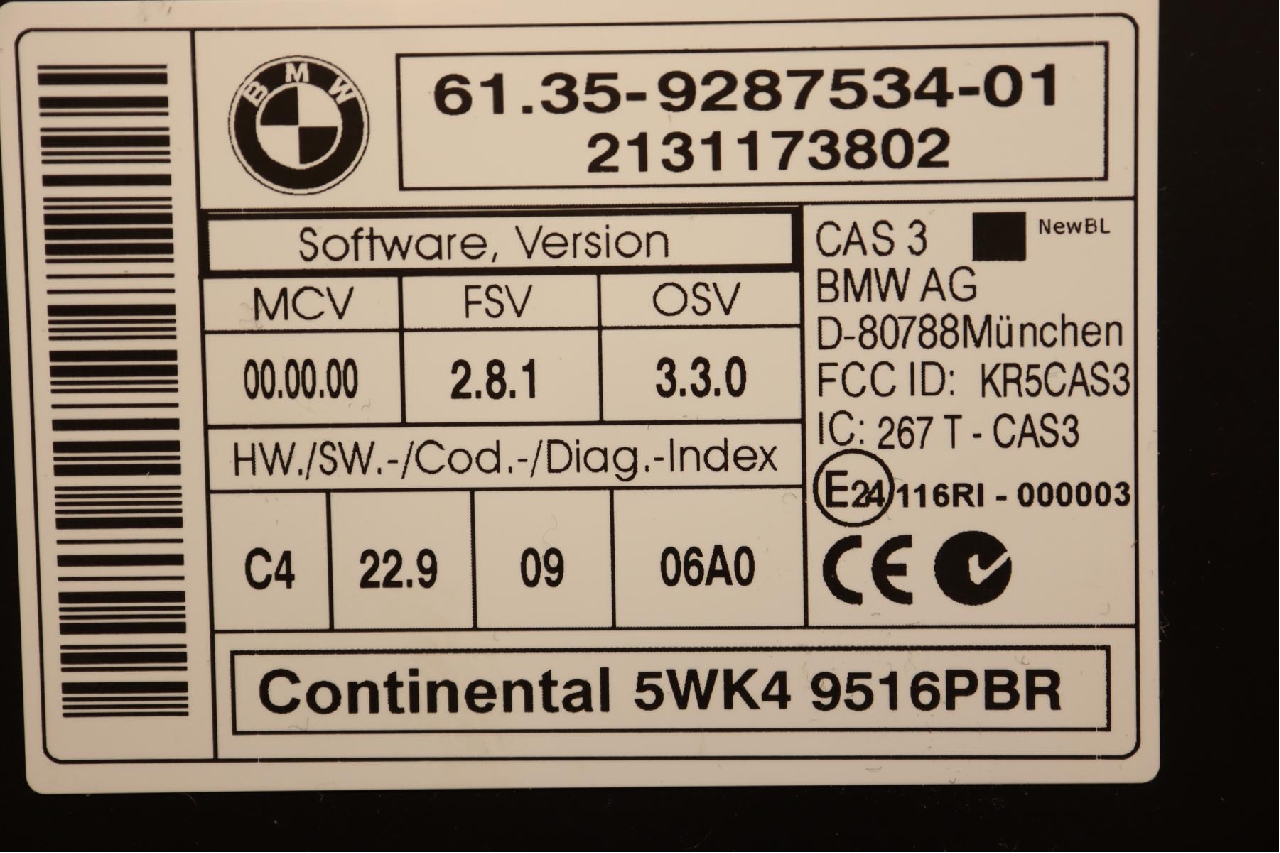 BMW
61.35-9287534-01
2131173802
Software, Version
MCV FSV OSV
00.00.00 2.8.1 3.3.0
HW./SW.-/Cod.-/Diag.-Index
C4 22.9 09 06A0
CAS 3 NewBL
BMW AG
D-80788München
FCC ID: KR5CAS3
IC: 267 T - CAS3
E24 116RI - 000003
CE
Continental 5WK4 9516PBR